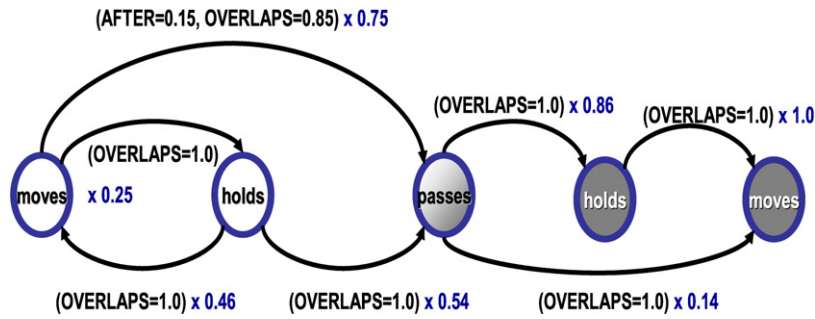 (AFTER=0.15, OVERLAPS=0.85) x 0.75
(OVERLAPS=1.0) x 0.86
(OVERLAPS=1.0) x 1.0
(OVERLAPS=1.0)
x 0.25
moves
holds
passes
holds
moves
(OVERLAPS=1.0) x 0.46
(OVERLAPS=1.0) x 0.54
(OVERLAPS=1.0) x 0.14